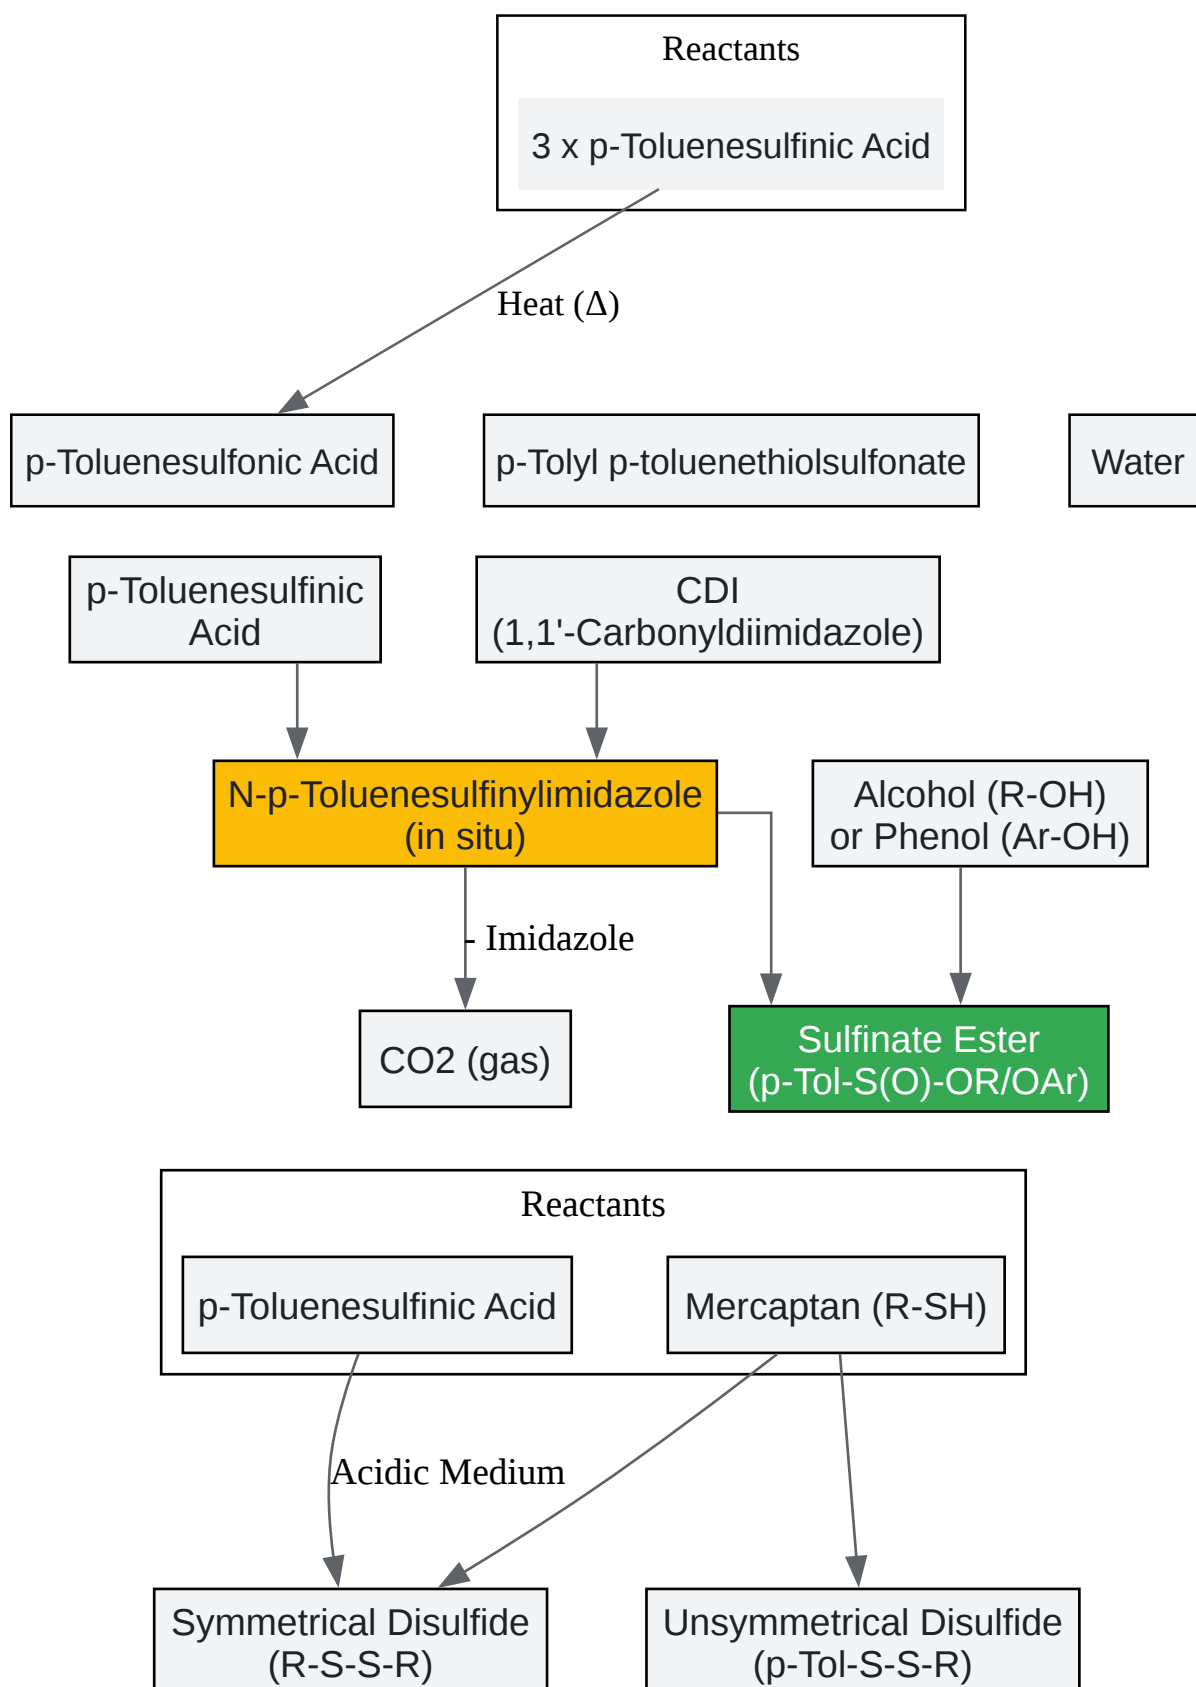 Reactants
3 x p-Toluenesulfinic Acid
Heat (Δ)
p-Toluenesulfonic Acid
p-Tolyl p-toluenethiolsulfonate
Water
p-Toluenesulfinic
Acid
CDI
(1,1'-Carbonyldiimidazole)
N-p-Toluenesulfinylimidazole
(in situ)
Alcohol (R-OH)
or Phenol (Ar-OH)
- Imidazole
CO2 (gas)
Sulfinate Ester
(p-Tol-S(O)-OR/OAr)
Reactants
p-Toluenesulfinic Acid
Mercaptan (R-SH)
Acidic Medium
Symmetrical Disulfide
(R-S-S-R)
Unsymmetrical Disulfide
(p-Tol-S-S-R)